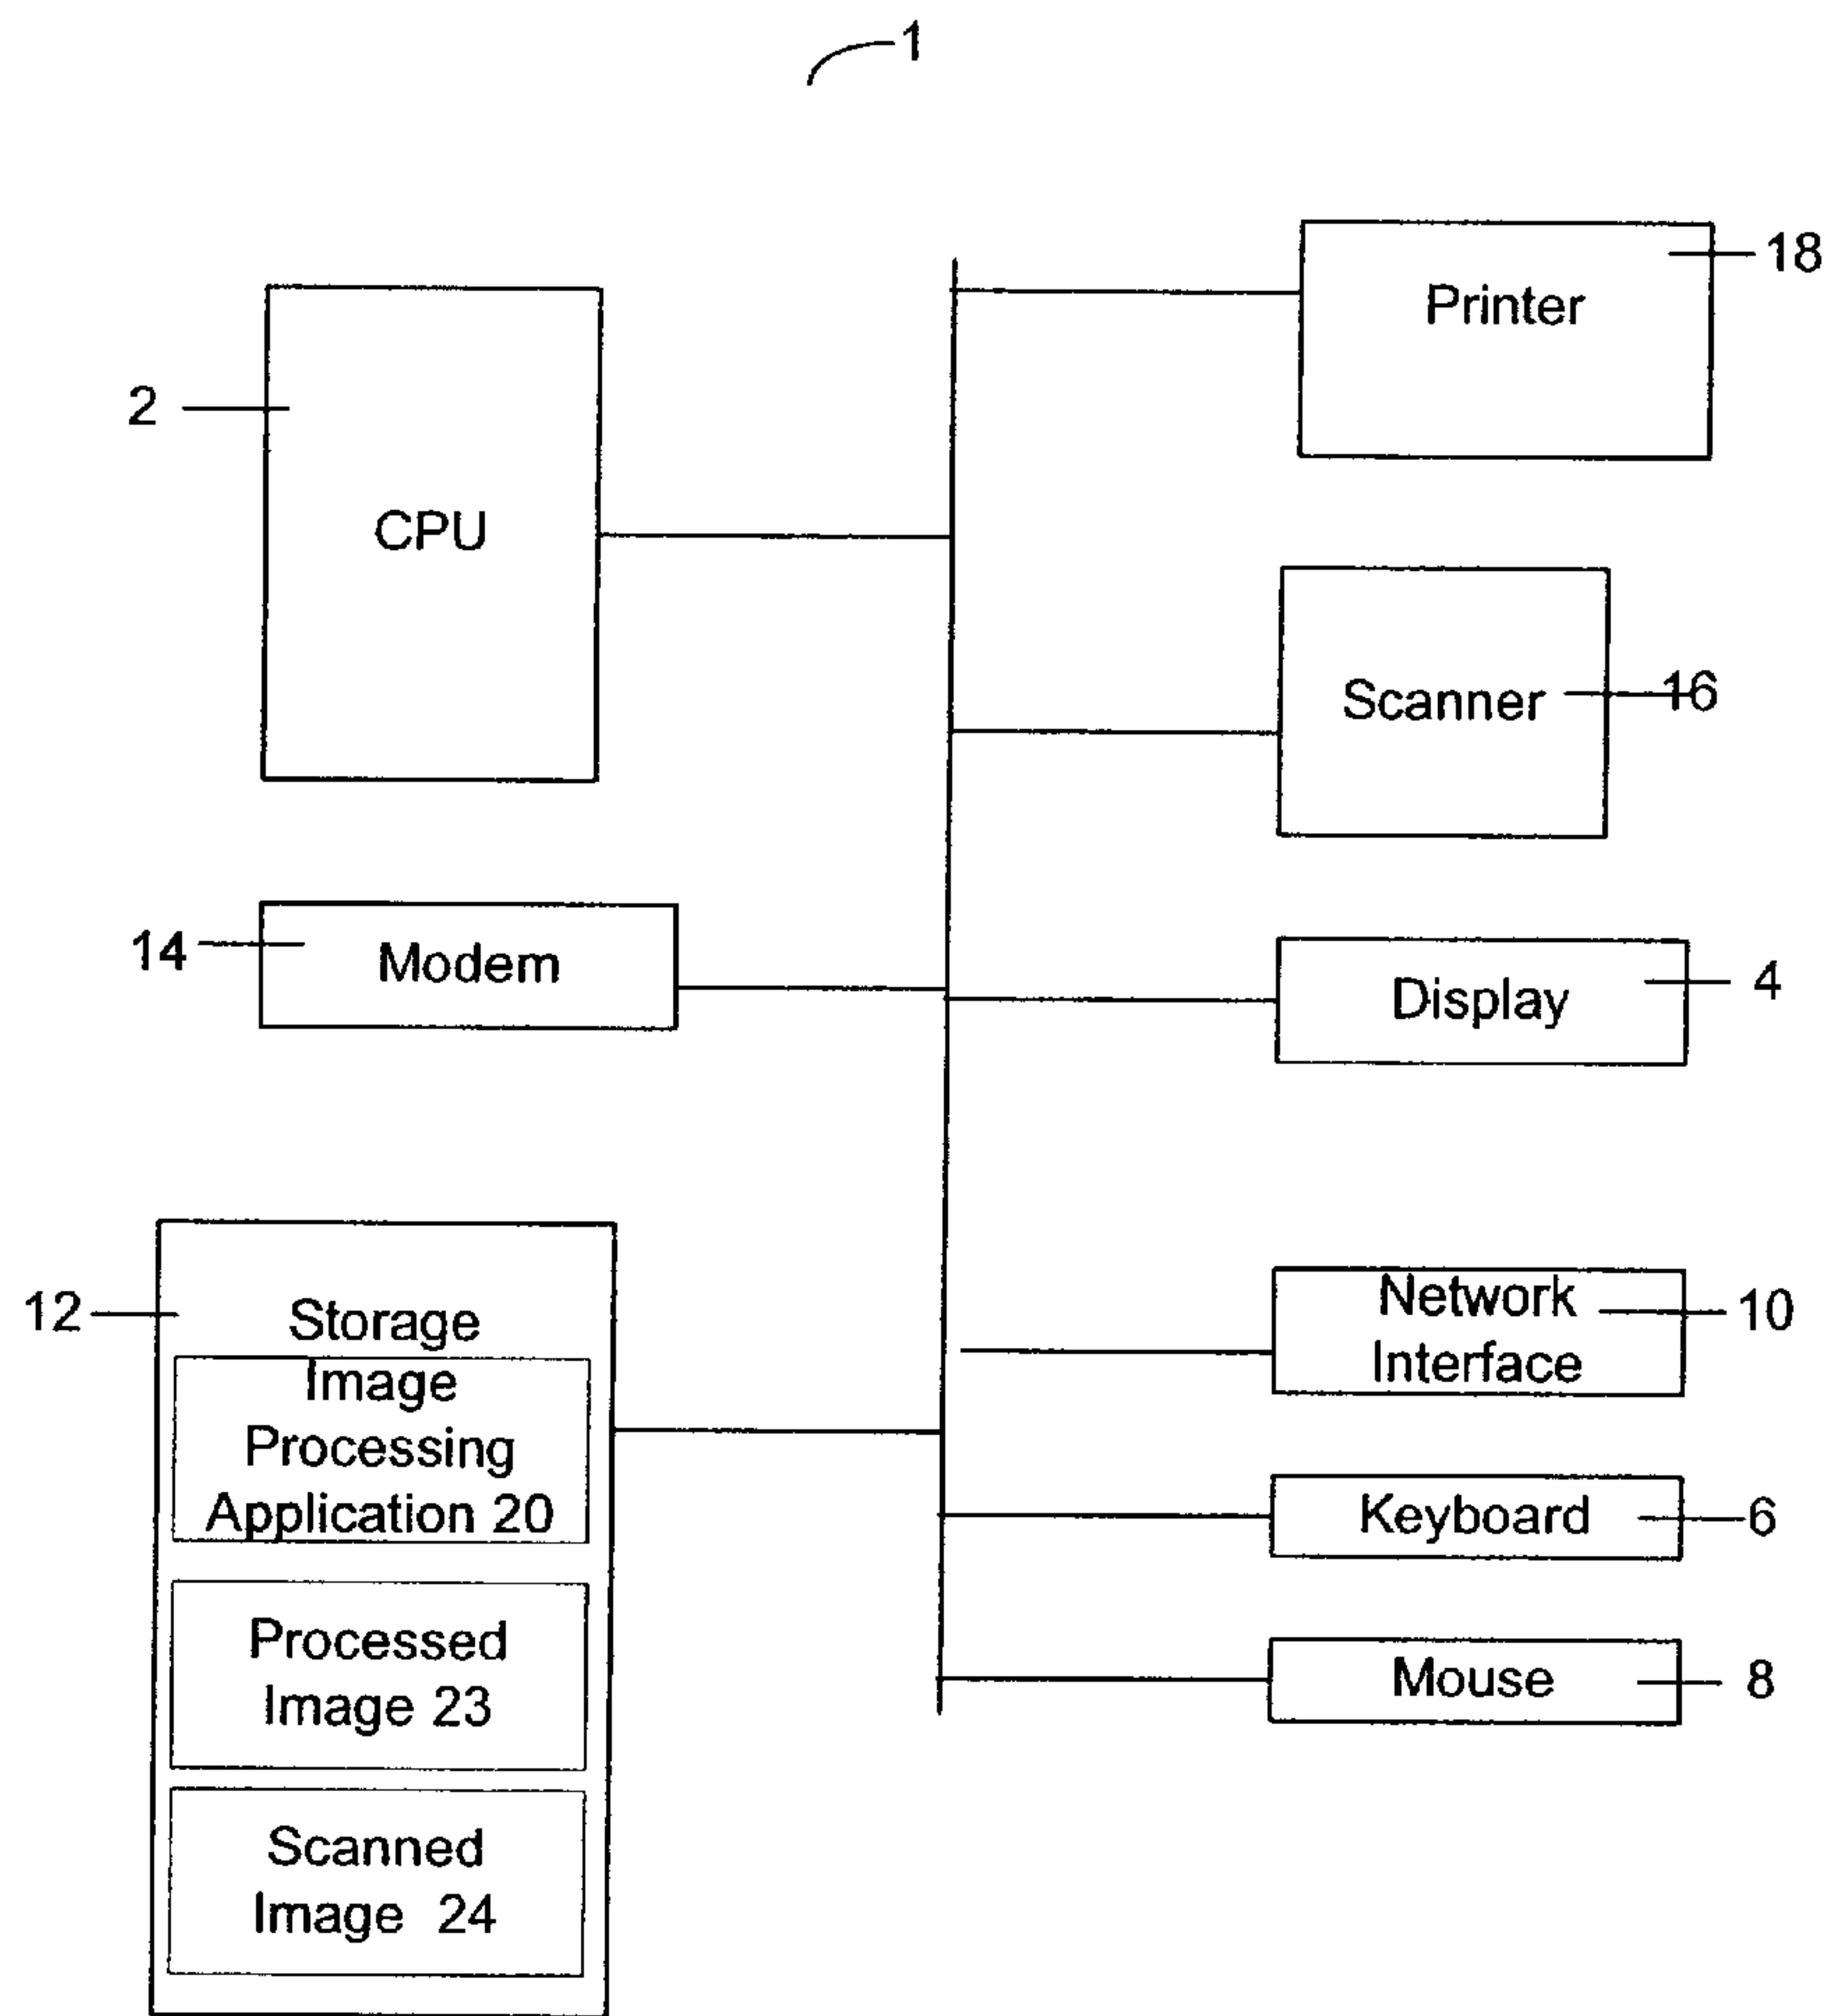 1
18
Printer
2
CPU
Scanner
16
14
Modem
Display
4
12
Storage
Image
Processing
Application 20
Processed
Image 23
Scanned
Image 24
Network
Interface
10
Keyboard
6
Mouse
8